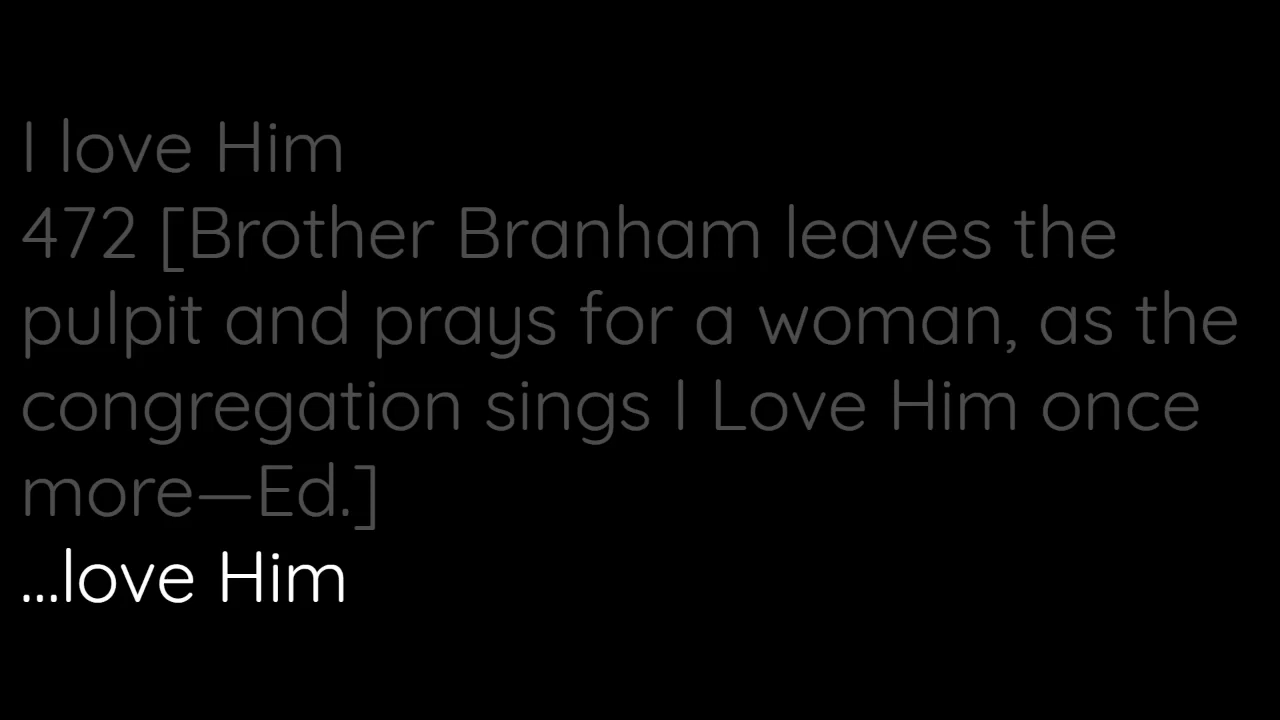 I love Him
472 [Brother Branham leaves the
pulpit and prays for a woman, as the
congregation sings I Love Him once
more—Ed.]
...love Him